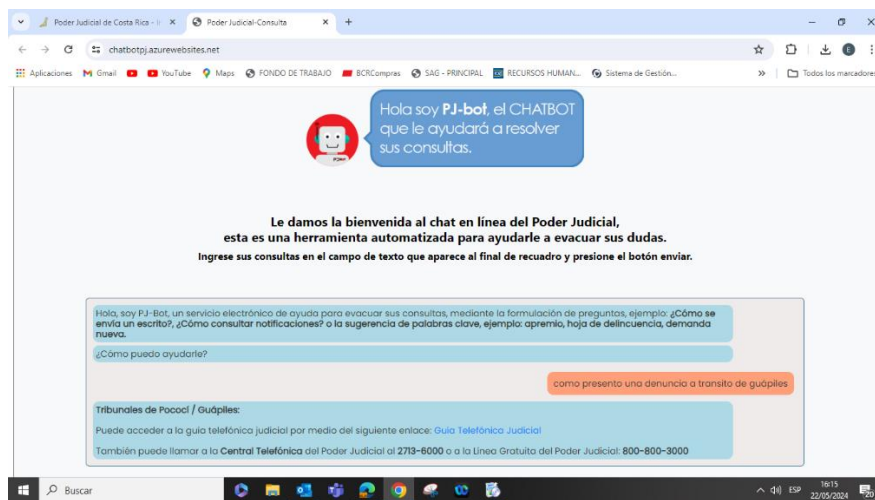 Poder Judicial de Costa Rica - Ir
Poder Judicial-Consulta
chatbotpj.azurewebsites.net
Aplicaciones
Gmail
YouTube
Maps
FONDO DE TRABAJO
BCRCompras
SAG - PRINCIPAL
RECURSOS HUMAN...
Sistema de Gestión...
Todos los marcadores
Hola soy PJ-bot, el CHATBOT
que le ayudará a resolver
sus consultas.
Le damos la bienvenida al chat en línea del Poder Judicial,
esta es una herramienta automatizada para ayudarle a evacuar sus dudas.
Ingrese sus consultas en el campo de texto que aparece al final de recuadro y presione el botón enviar.
Hola, soy PJ-Bot, un servicio electrónico de ayuda para evacuar sus consultas, mediante la formulación de preguntas, ejemplo: ¿Cómo se
envía un escrito?, ¿Cómo consultar notificaciones? o la sugerencia de palabras clave, ejemplo: apremio, hoja de delincuencia, demanda
nueva.
¿Cómo puedo ayudarle?
como presento una denuncia a transito de guápiles
Tribunales de Pococí / Guápiles:
Puede acceder a la guía telefónica judicial por medio del siguiente enlace: Guía Telefónica Judicial
También puede llamar a la Central Telefónica del Poder Judicial al 2713-6000 o a la Linea Gratuita del Poder Judicial: 800-800-3000
Buscar
ESP
16:15
22/05/2024